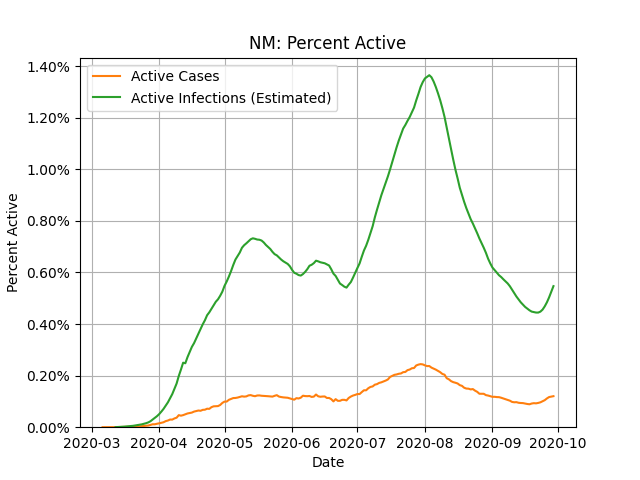 NM: Percent Active
Active Cases
Active Infections (Estimated)
Percent Active
1.40%
1.20%
1.00%
0.80%
0.60%
0.40%
0.20%
0.00%
2020-03 2020-04 2020-05 2020-06 2020-07 2020-08 2020-09 2020-10
Date